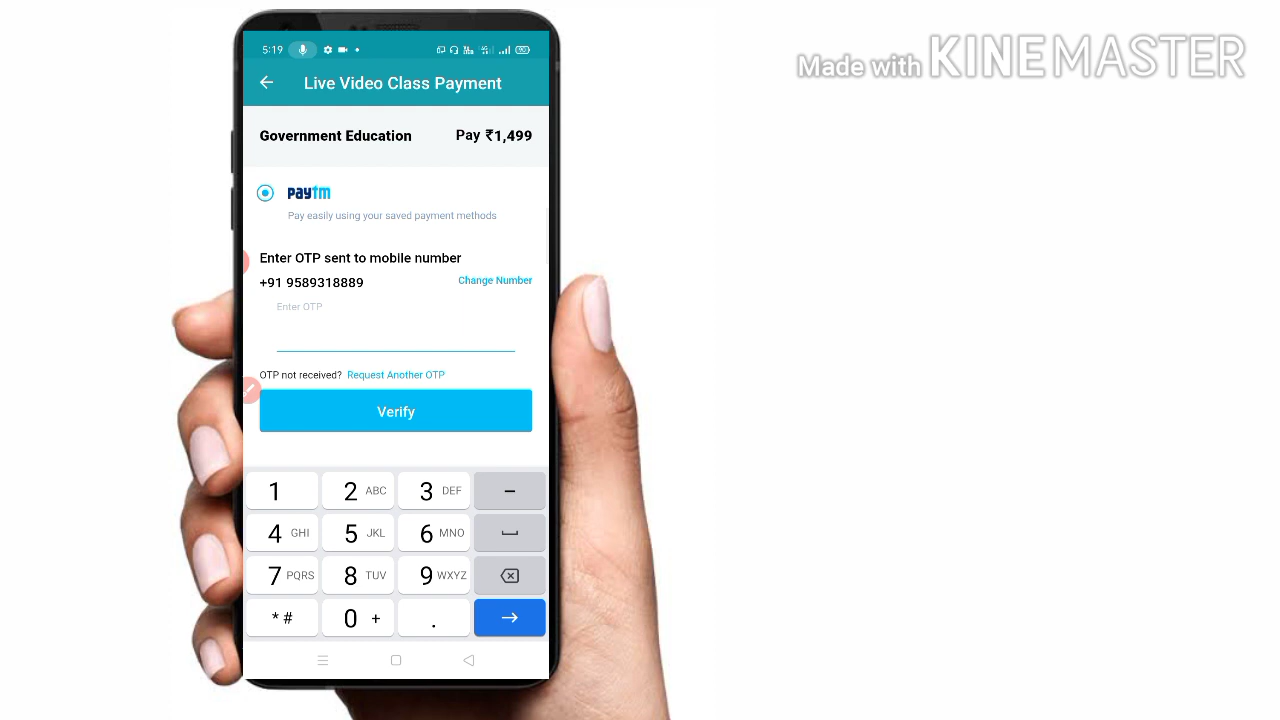 Made with KINEMASTER
5:19
Live Video Class Payment
Government Education Pay ₹1,499
paytm
Pay easily using your saved payment methods
Enter OTP sent to mobile number
+91 9589318889 Change Number
Enter OTP
OTP not received? Request Another OTP
Verify
1 2 ABC 3 DEF –
4 GHI 5 JKL 6 MNO
7 PQRS 8 TUV 9 WXYZ
* # 0 + .